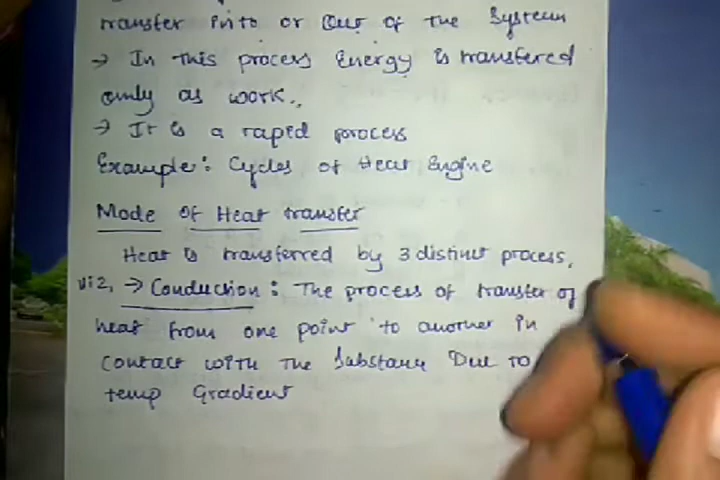 transfer into or Out of the System
→ In this process Energy is transfered
only as work.,
→ It is a rapid process
Example: Cycles of Heat Engine
Mode of Heat transfer
Heat is transferred by 3 distinct process,
viz, → Conduction: The process of transfer of
heat from one point to another in
Contact with the Substance Due to
temp Gradient